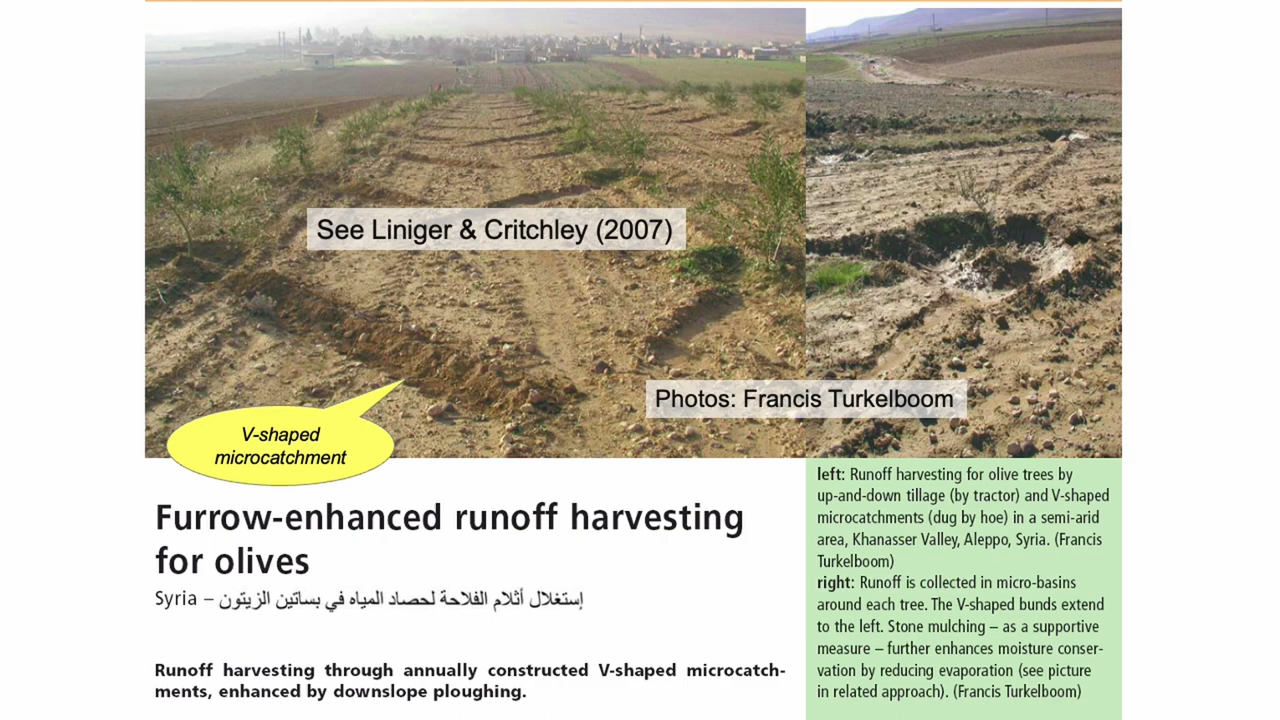 See Liniger & Critchley (2007)
Photos: Francis Turkelboom
V-shaped
microcatchment
Furrow-enhanced runoff harvesting
for olives
Syria – إستغلال أثلام الفلاحة لحصاد المياه في بساتين الزيتون
Runoff harvesting through annually constructed V-shaped microcatch-
ments, enhanced by downslope ploughing.
left: Runoff harvesting for olive trees by
up-and-down tillage (by tractor) and V-shaped
microcatchments (dug by hoe) in a semi-arid
area, Khanasser Valley, Aleppo, Syria. (Francis
Turkelboom)
right: Runoff is collected in micro-basins
around each tree. The V-shaped bunds extend
to the left. Stone mulching – as a supportive
measure – further enhances moisture conser-
vation by reducing evaporation (see picture
in related approach). (Francis Turkelboom)